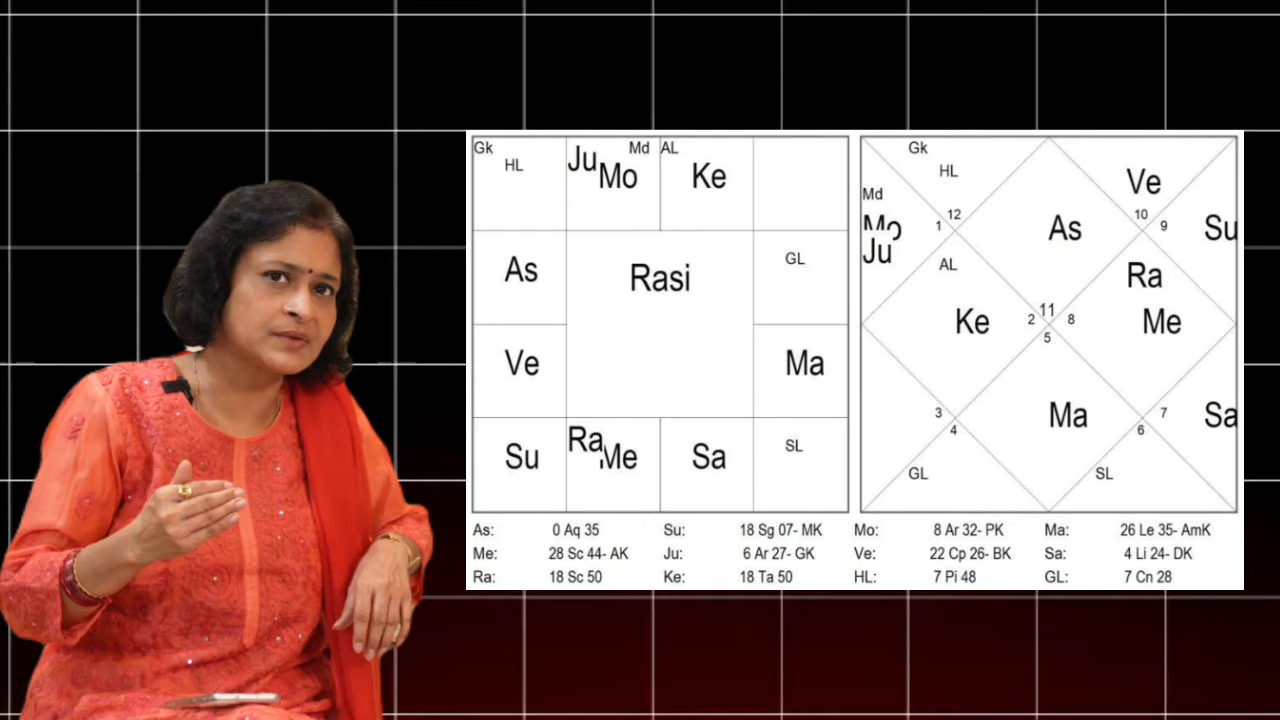 Gk
HL
Ju
Mo
Md
AL
Ke
As
Rasi
GL
Ve
Ma
Su
Ra
Me
Sa
SL
Gk
HL
Md
12
1
Mo
Ju
As
Ve
10
9
Su
AL
Ke
2
11
8
5
Ra
Me
3
4
GL
Ma
7
6
Sa
SL
As: 0 Aq 35 Su: 18 Sg 07- MK Mo: 8 Ar 32- PK Ma: 26 Le 35- AmK
Me: 28 Sc 44- AK Ju: 6 Ar 27- GK Ve: 22 Cp 26- BK Sa: 4 Li 24- DK
Ra: 18 Sc 50 Ke: 18 Ta 50 HL: 7 Pi 48 GL: 7 Cn 28